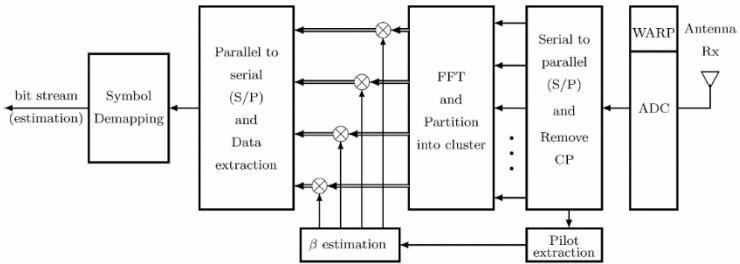 bit stream
(estimation)
Symbol
Demapping
Parallel to
serial
(S/P)
and
Data
extraction
FFT
and
Partition
into cluster
Serial to
parallel
(S/P)
and
Remove
CP
WARP
ADC
Antenna
Rx
β estimation
Pilot
extraction